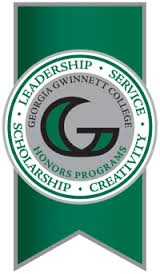 LEADERSHIP • SERVICE •
SCHOLARSHIP • CREATIVITY •
GEORGIA GWINNETT COLLEGE
G
HONORS PROGRAMS